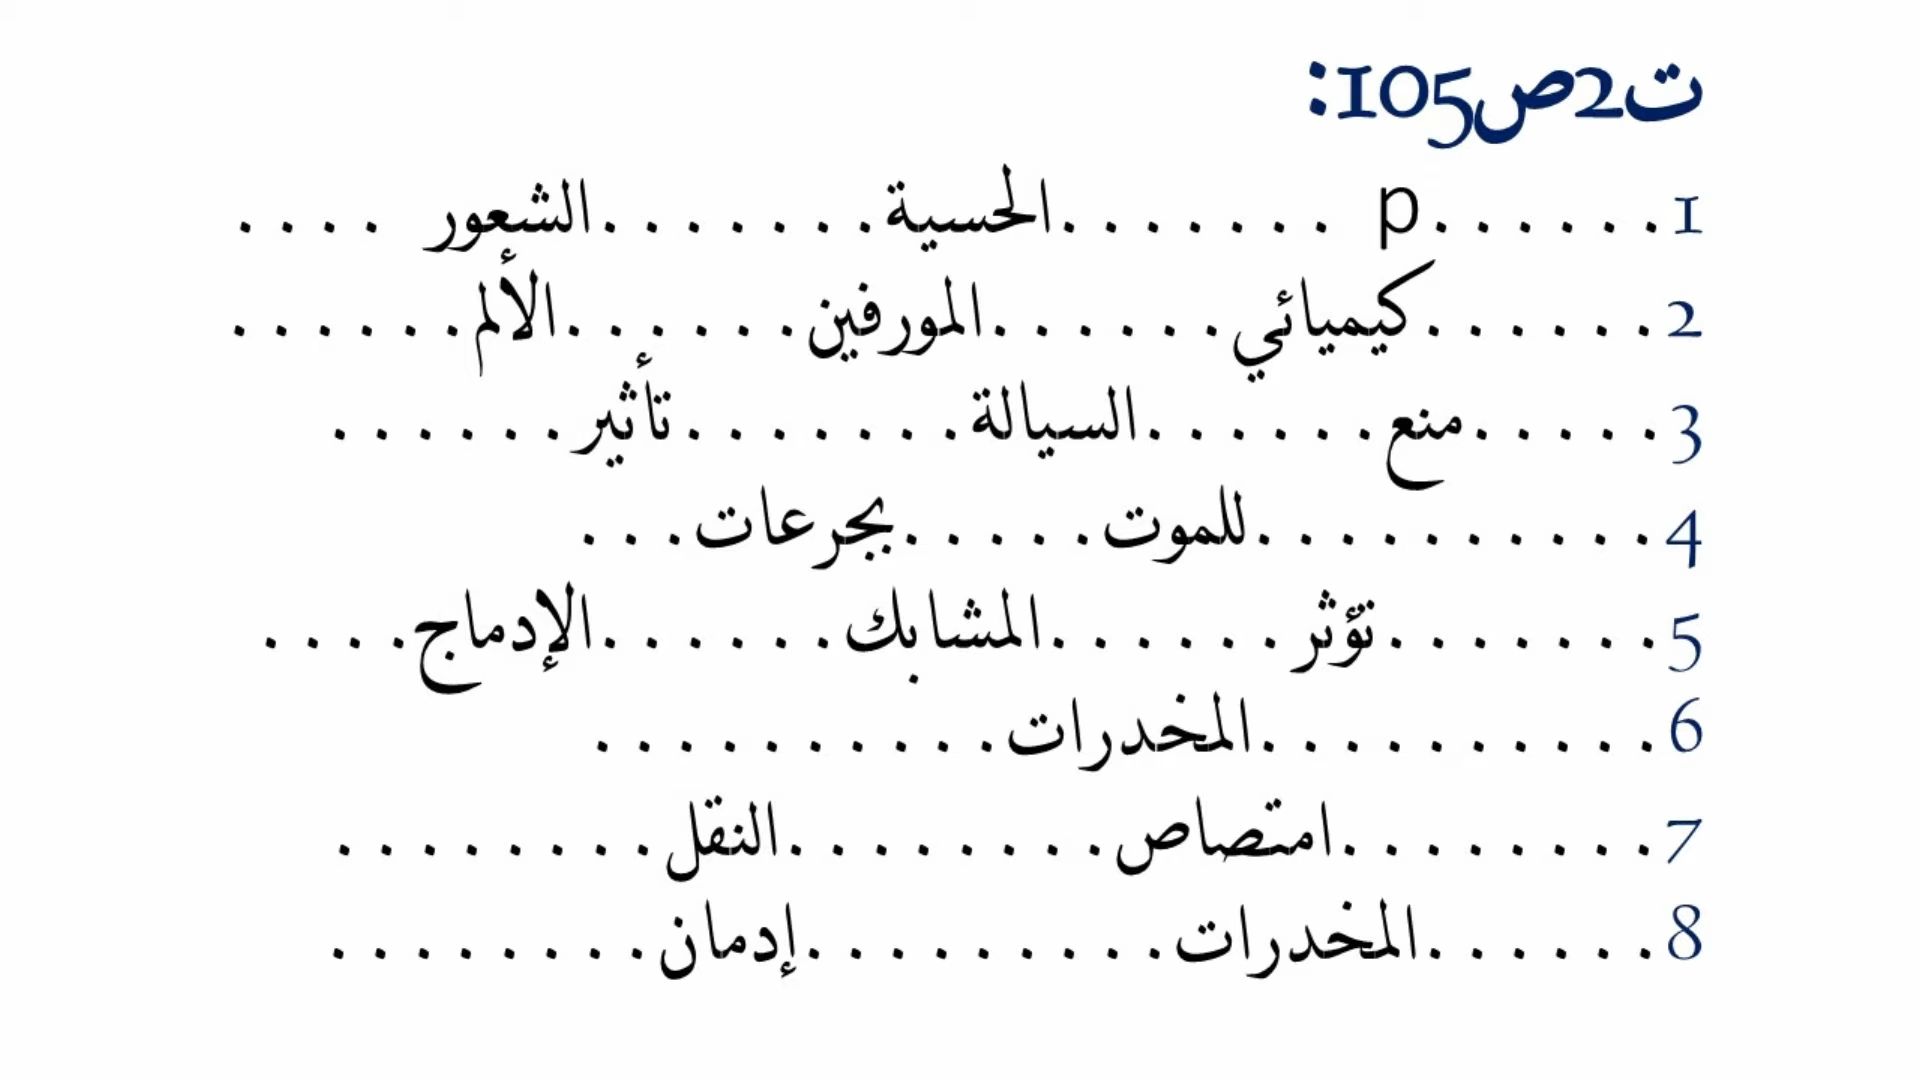 ت2ص105:
1......p .......الحسية.......الشعور ....
2......كيميائي......المورفين......الألم......
3.....منع......السيالة.......تأثير......
4..........للموت.....بجرعات...
5.......تؤثر......المشابك......الإدماج....
6..........المخدرات..........
7........امتصاص........النقل........
8......المخدرات.........إدمان........